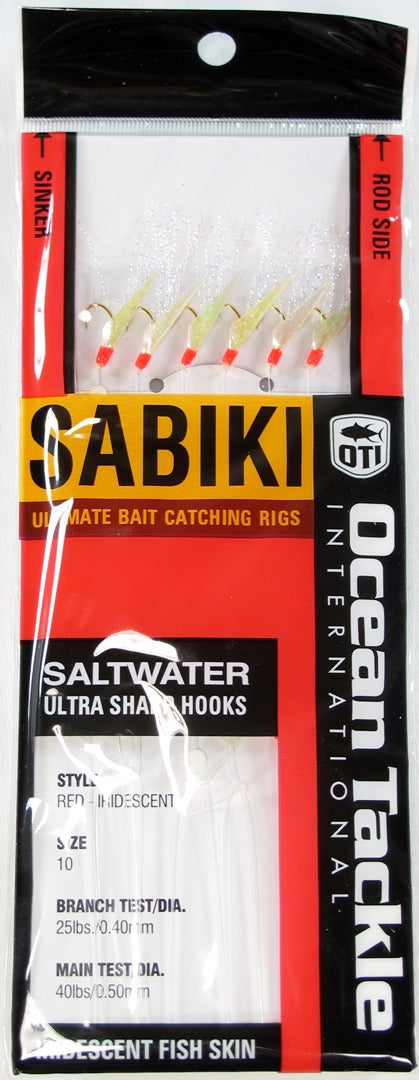 SINKER
ROD SIDE
SABIKI
ULTIMATE BAIT CATCHING RIGS
OTI
Ocean Tackle
INTERNATIONAL
SALTWATER
ULTRA SHARP HOOKS
STYLE
RED - IRIDESCENT
SIZE
10
BRANCH TEST/DIA.
25lbs./0.40mm
MAIN TEST/DIA.
40lbs/0.50mm
IRIDESCENT FISH SKIN